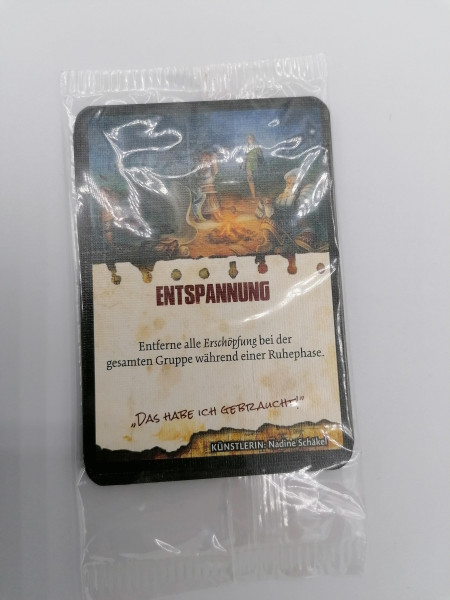 ENTSPANNUNG
Entferne alle Erschöpfung bei der
gesamten Gruppe während einer Ruhephase.
„Das habe ich gebraucht!“
KÜNSTLERIN: Nadine Schäkel